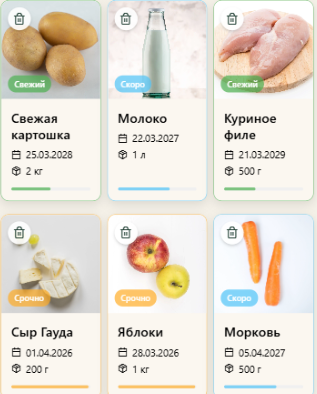 Свежий
Скоро
Свежий
Свежая
картошка
25.03.2028
2 кг
Молоко
22.03.2027
1 л
Куриное
филе
21.03.2029
500 г
Срочно
Срочно
Скоро
Сыр Гауда
01.04.2026
200 г
Яблоки
28.03.2026
1 кг
Морковь
05.04.2027
500 г